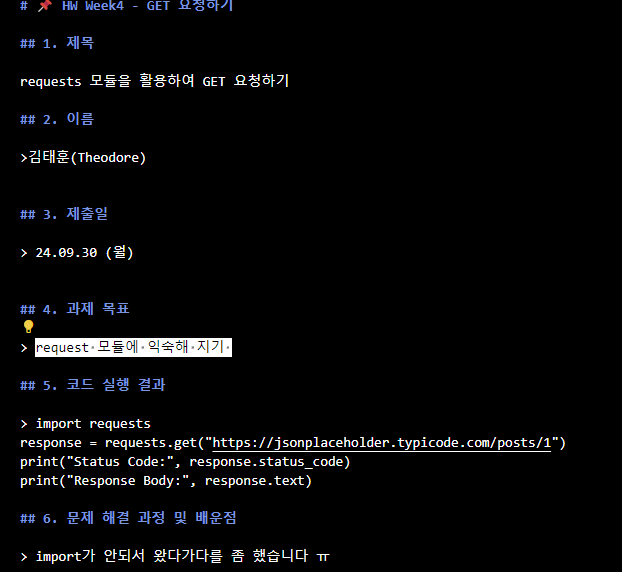 # 📌 HW Week4 - GET 요청하기
## 1. 제목
requests 모듈을 활용하여 GET 요청하기
## 2. 이름
>김태훈(Theodore)
## 3. 제출일
> 24.09.30 (월)
## 4. 과제 목표
> request 모듈에 익숙해 지기
## 5. 코드 실행 결과
> import requests
response = requests.get("https://jsonplaceholder.typicode.com/posts/1")
print("Status Code:", response.status_code)
print("Response Body:", response.text)
## 6. 문제 해결 과정 및 배운점
> import가 안되서 왔다가다를 좀 했습니다 ㅠ